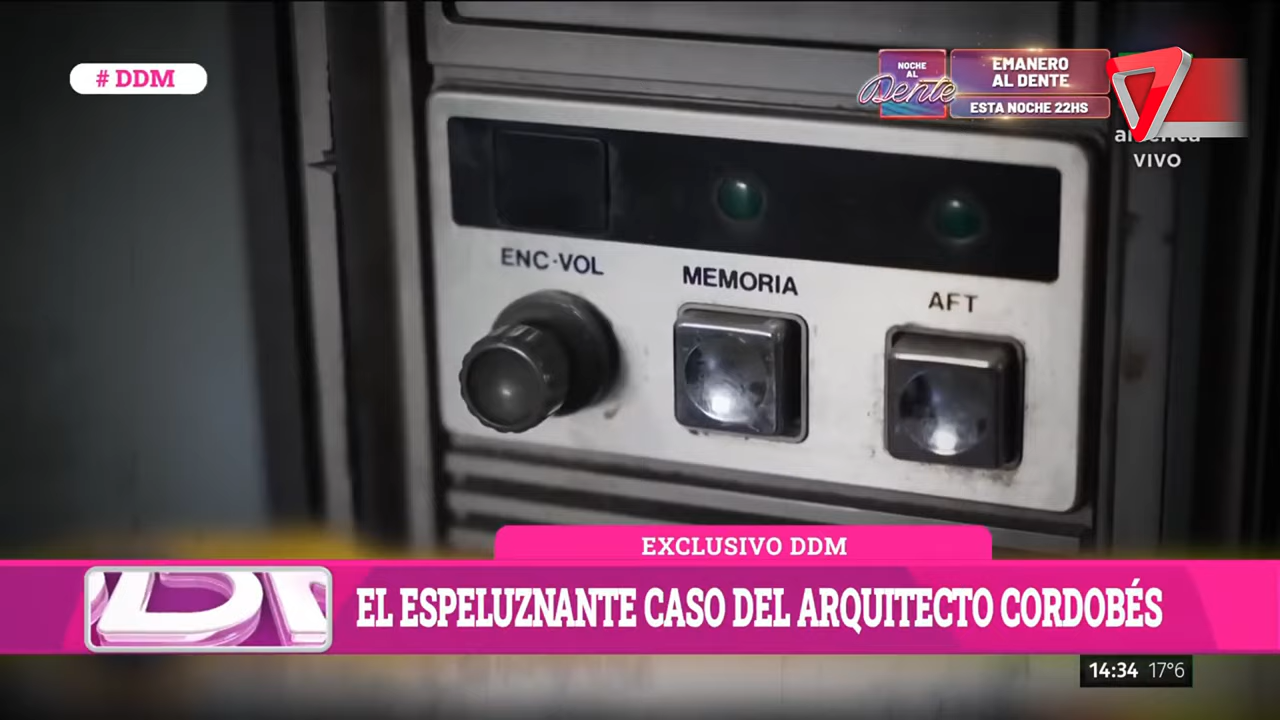 # DDM
NOCHE
AL
Dente
EMANERO
AL DENTE
ESTA NOCHE 22HS
VIVO
ENC-VOL
MEMORIA
AFT
EXCLUSIVO DDM
EL ESPELUZNANTE CASO DEL ARQUITECTO CORDOBÉS
14:34 17°6